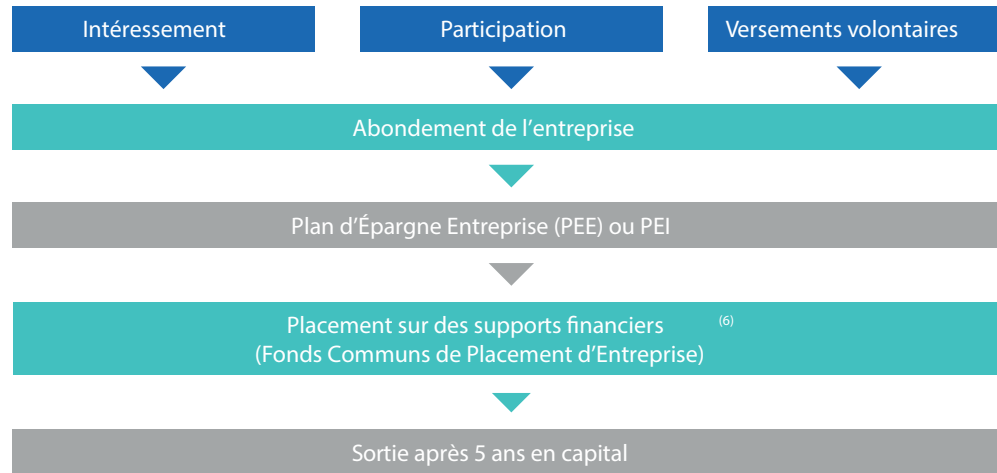 Intéressement
Participation
Versements volontaires
Abondement de l’entreprise
Plan d’Épargne Entreprise (PEE) ou PEI
Placement sur des supports financiers (6)
(Fonds Communs de Placement d’Entreprise)
Sortie après 5 ans en capital